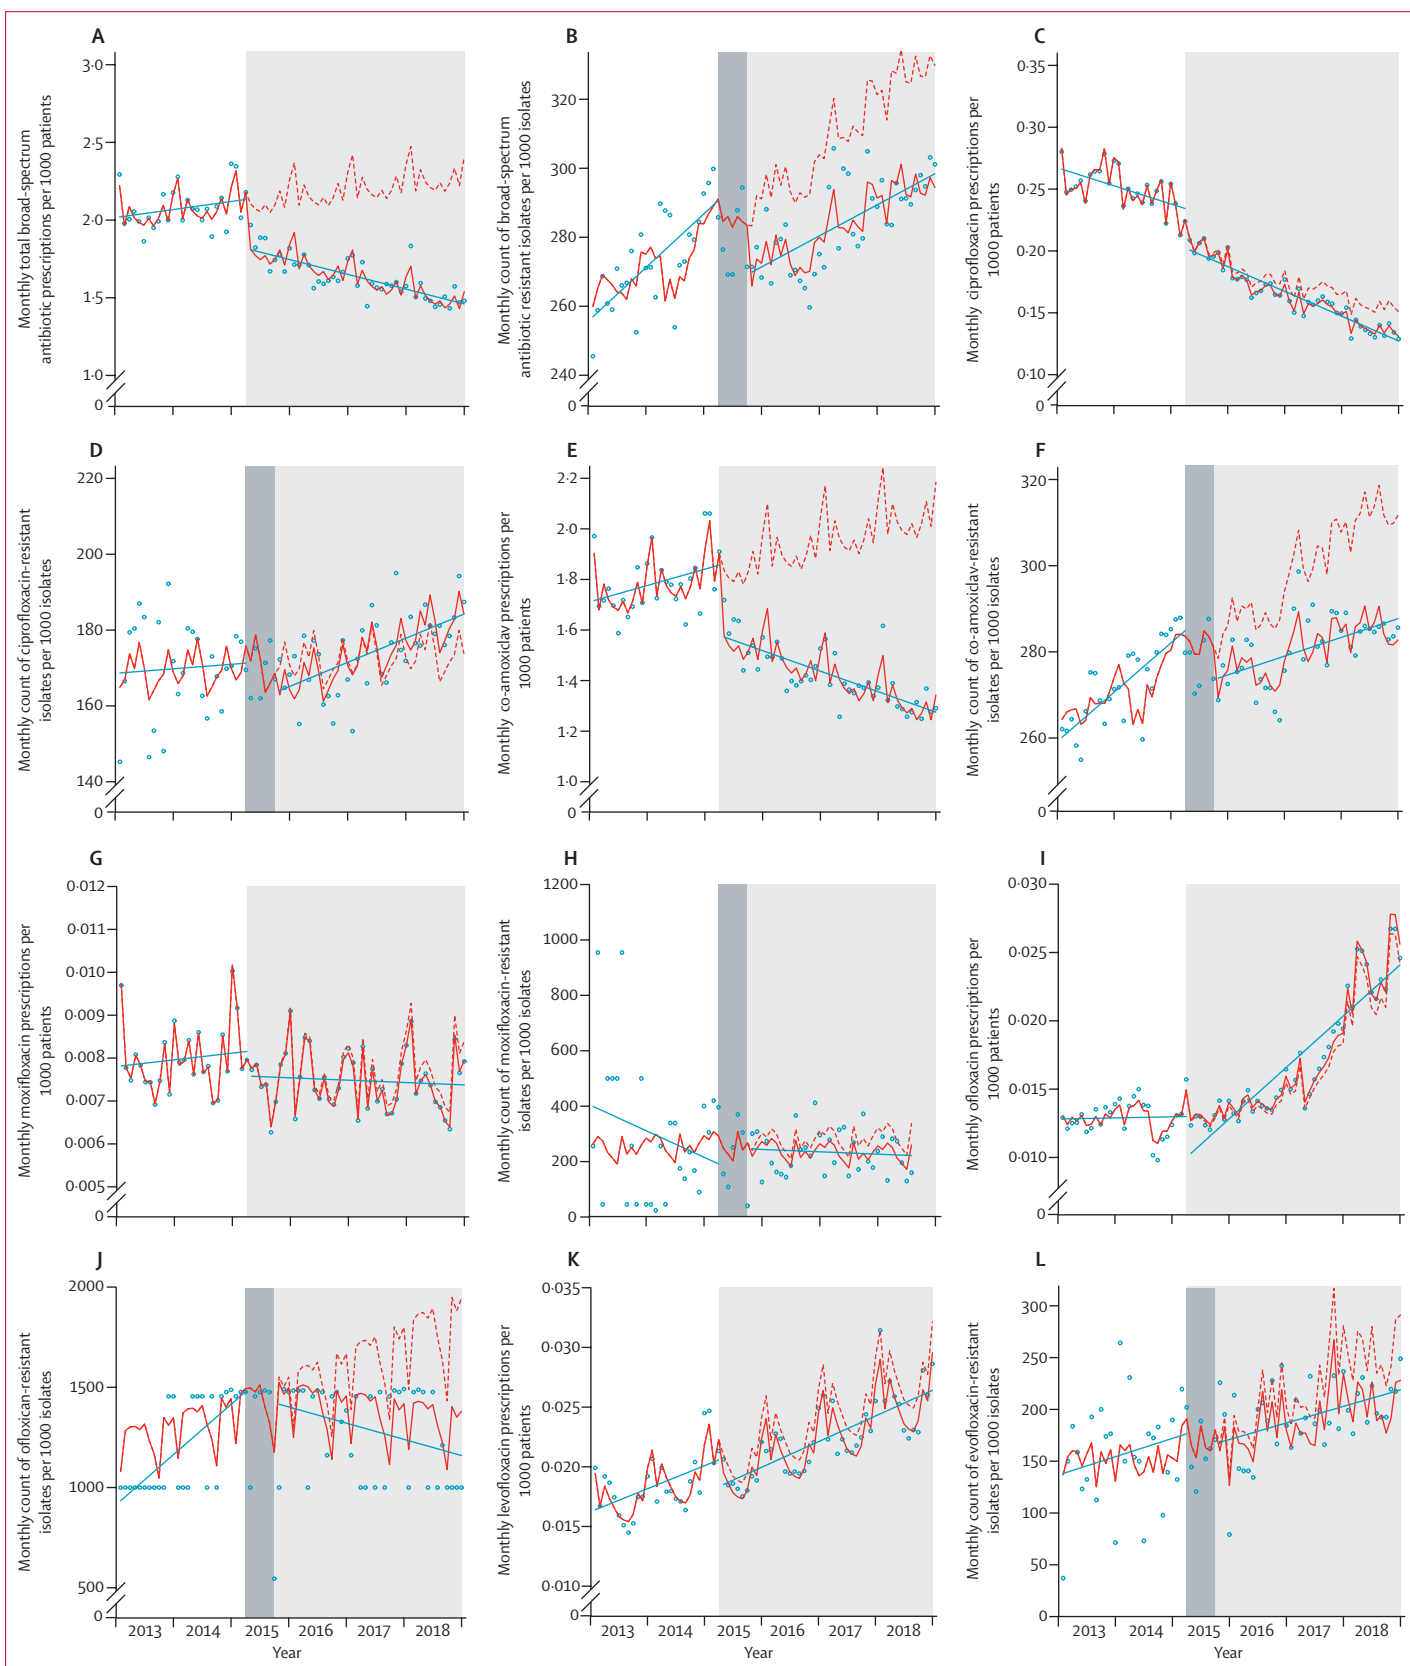 A
Monthly total broad-spectrum
antibiotic prescriptions per 1000 patients
3·0
2·5
2·0
1·5
1·0
0
B
Monthly count of broad-spectrum
antibiotic resistant isolates per 1000 isolates
320
300
280
260
240
0
C
Monthly ciprofloxacin prescriptions per
1000 patients
0·35
0·30
0·25
0·20
0·15
0·10
0
D
Monthly count of ciprofloxacin-resistant
isolates per 1000 isolates
220
200
180
160
140
0
E
Monthly co-amoxiclav prescriptions per
1000 patients
2·2
2·0
1·8
1·6
1·4
1·2
1·0
0
F
Monthly count of co-amoxiclav-resistant
isolates per 1000 isolates
320
300
280
260
0
G
Monthly moxifloxacin prescriptions per
1000 patients
0·012
0·011
0·010
0·009
0·008
0·007
0·006
0·005
0
H
Monthly count of moxifloxacin-resistant
isolates per 1000 isolates
1200
1000
800
600
400
200
0
I
Monthly ofloxacin prescriptions per
1000 patients
0·030
0·025
0·020
0·015
0·010
0
J
Monthly count of ofloxican-resistant
isolates per 1000 isolates
2000
1500
1000
500
0
2013 2014 2015 2016 2017 2018
Year
K
Monthly levofloxacin prescriptions per
1000 patients
0·035
0·030
0·025
0·020
0·015
0·010
0
2013 2014 2015 2016 2017 2018
Year
L
Monthly count of evofloxacin-resistant
isolates per 1000 isolates
300
250
200
150
100
50
0
2013 2014 2015 2016 2017 2018
Year